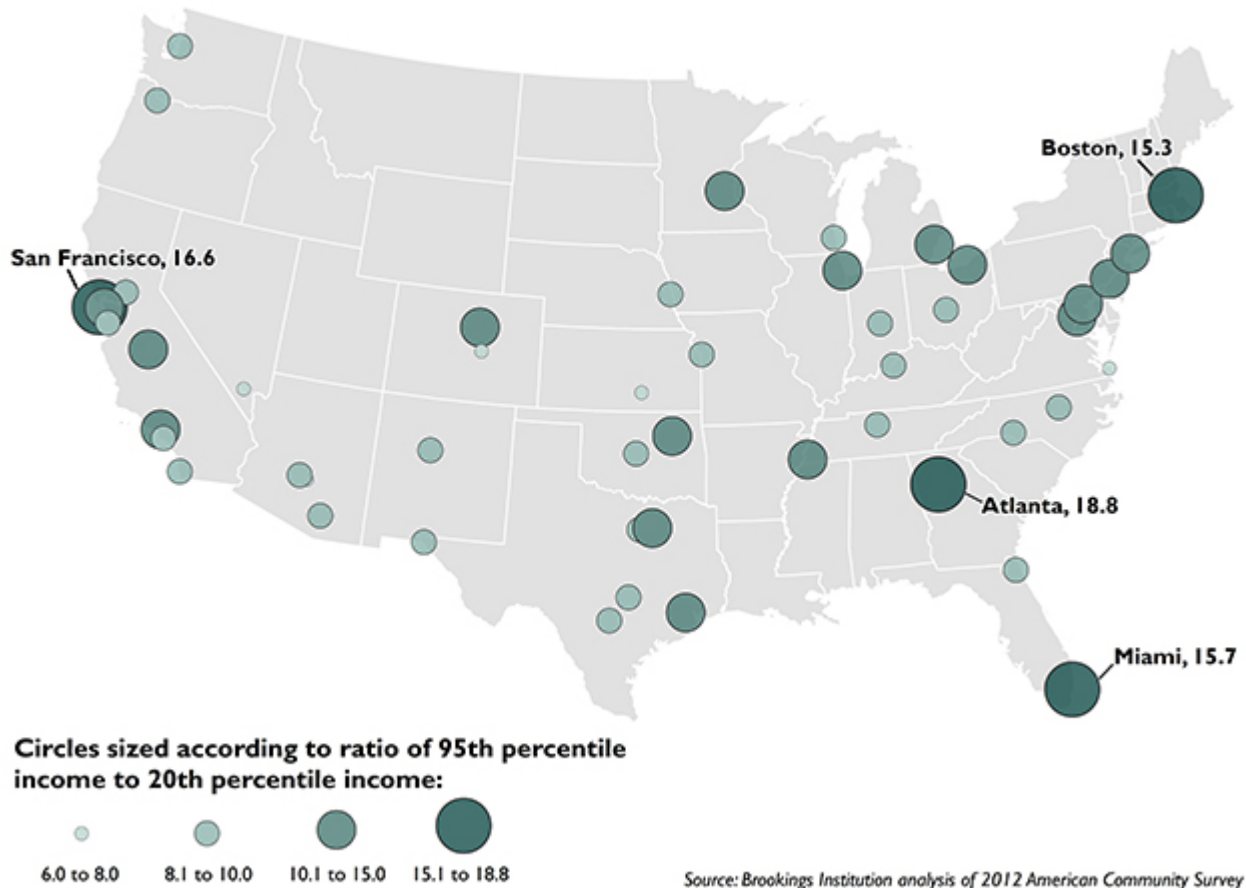 Boston, 15.3
San Francisco, 16.6
Atlanta, 18.8
Miami, 15.7
Circles sized according to ratio of 95th percentile
income to 20th percentile income:
6.0 to 8.0
8.1 to 10.0
10.1 to 15.0
15.1 to 18.8
Source: Brookings Institution analysis of 2012 American Community Survey